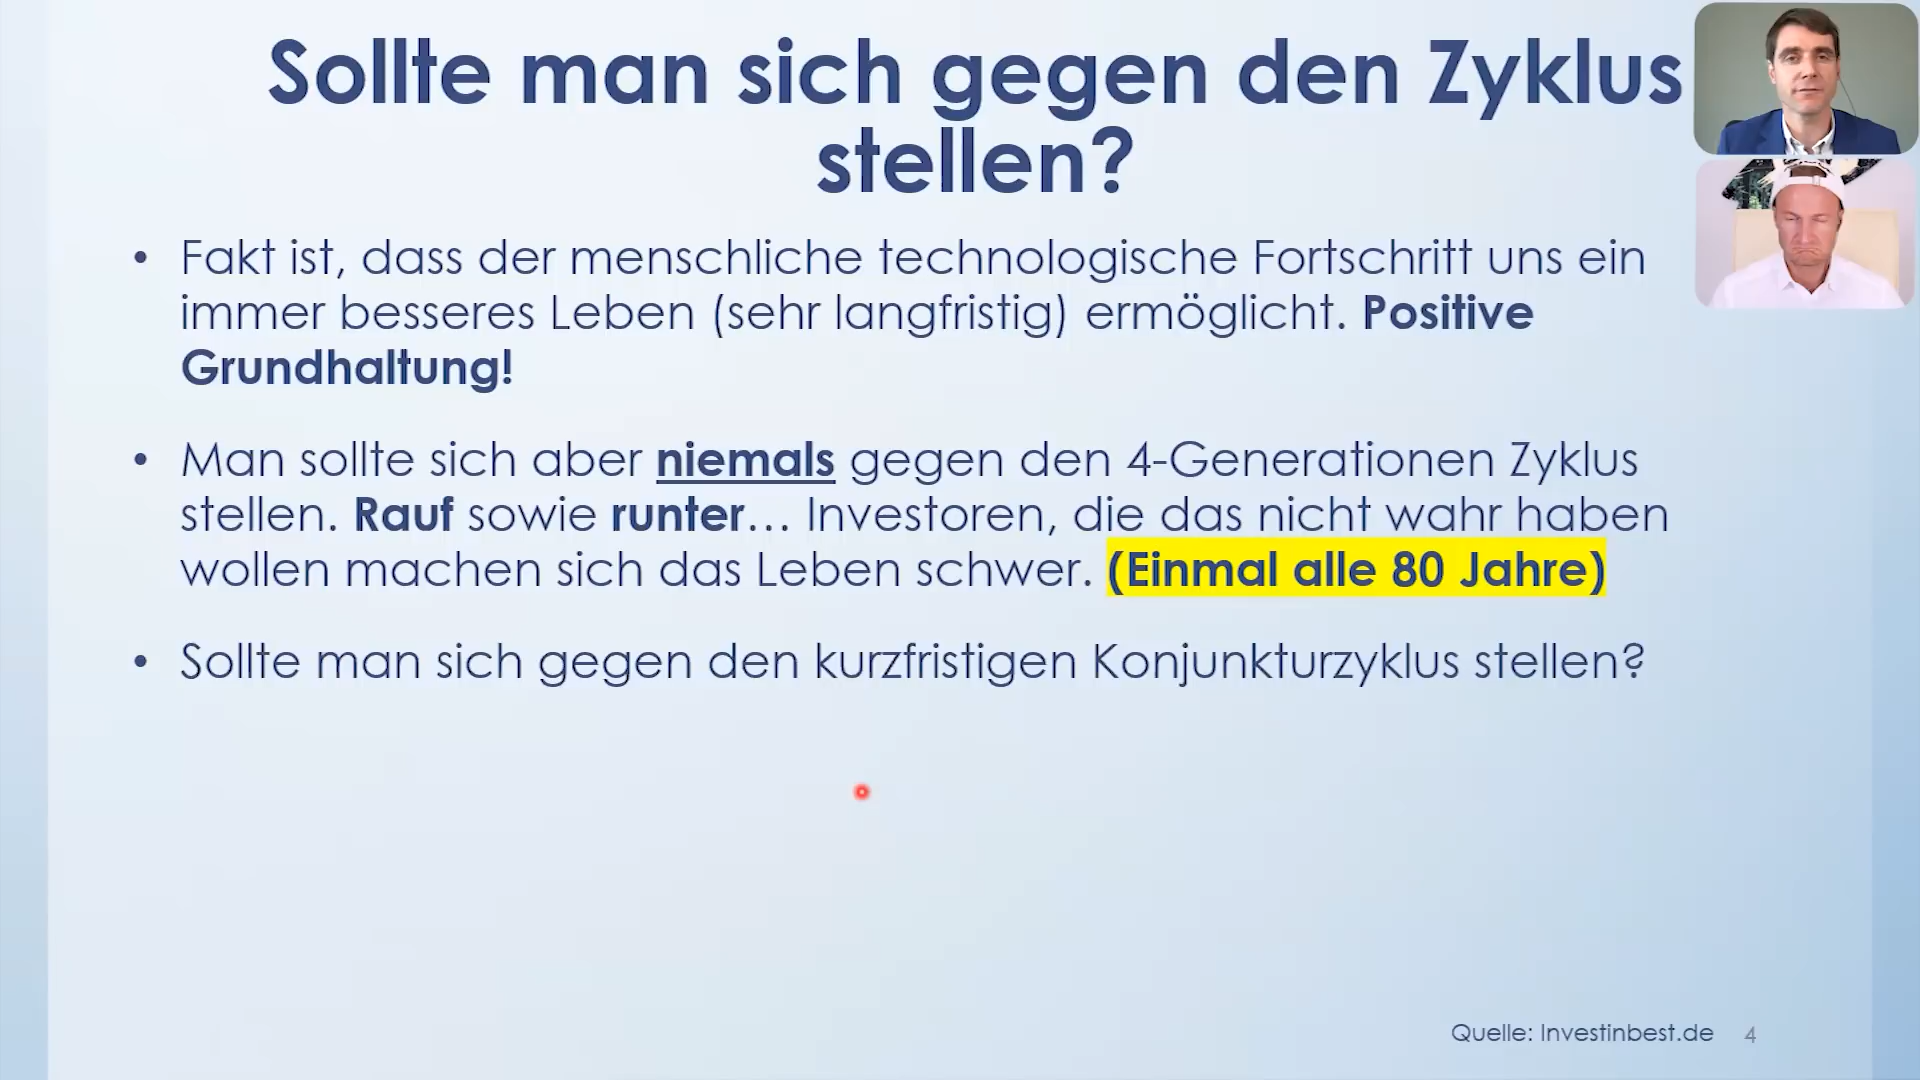 Sollte man sich gegen den Zyklus
stellen?
• Fakt ist, dass der menschliche technologische Fortschritt uns ein
immer besseres Leben (sehr langfristig) ermöglicht. Positive
Grundhaltung!
• Man sollte sich aber niemals gegen den 4-Generationen Zyklus
stellen. Rauf sowie runter... Investoren, die das nicht wahr haben
wollen machen sich das Leben schwer. (Einmal alle 80 Jahre)
• Sollte man sich gegen den kurzfristigen Konjunkturzyklus stellen?
Quelle: Investinbest.de 4